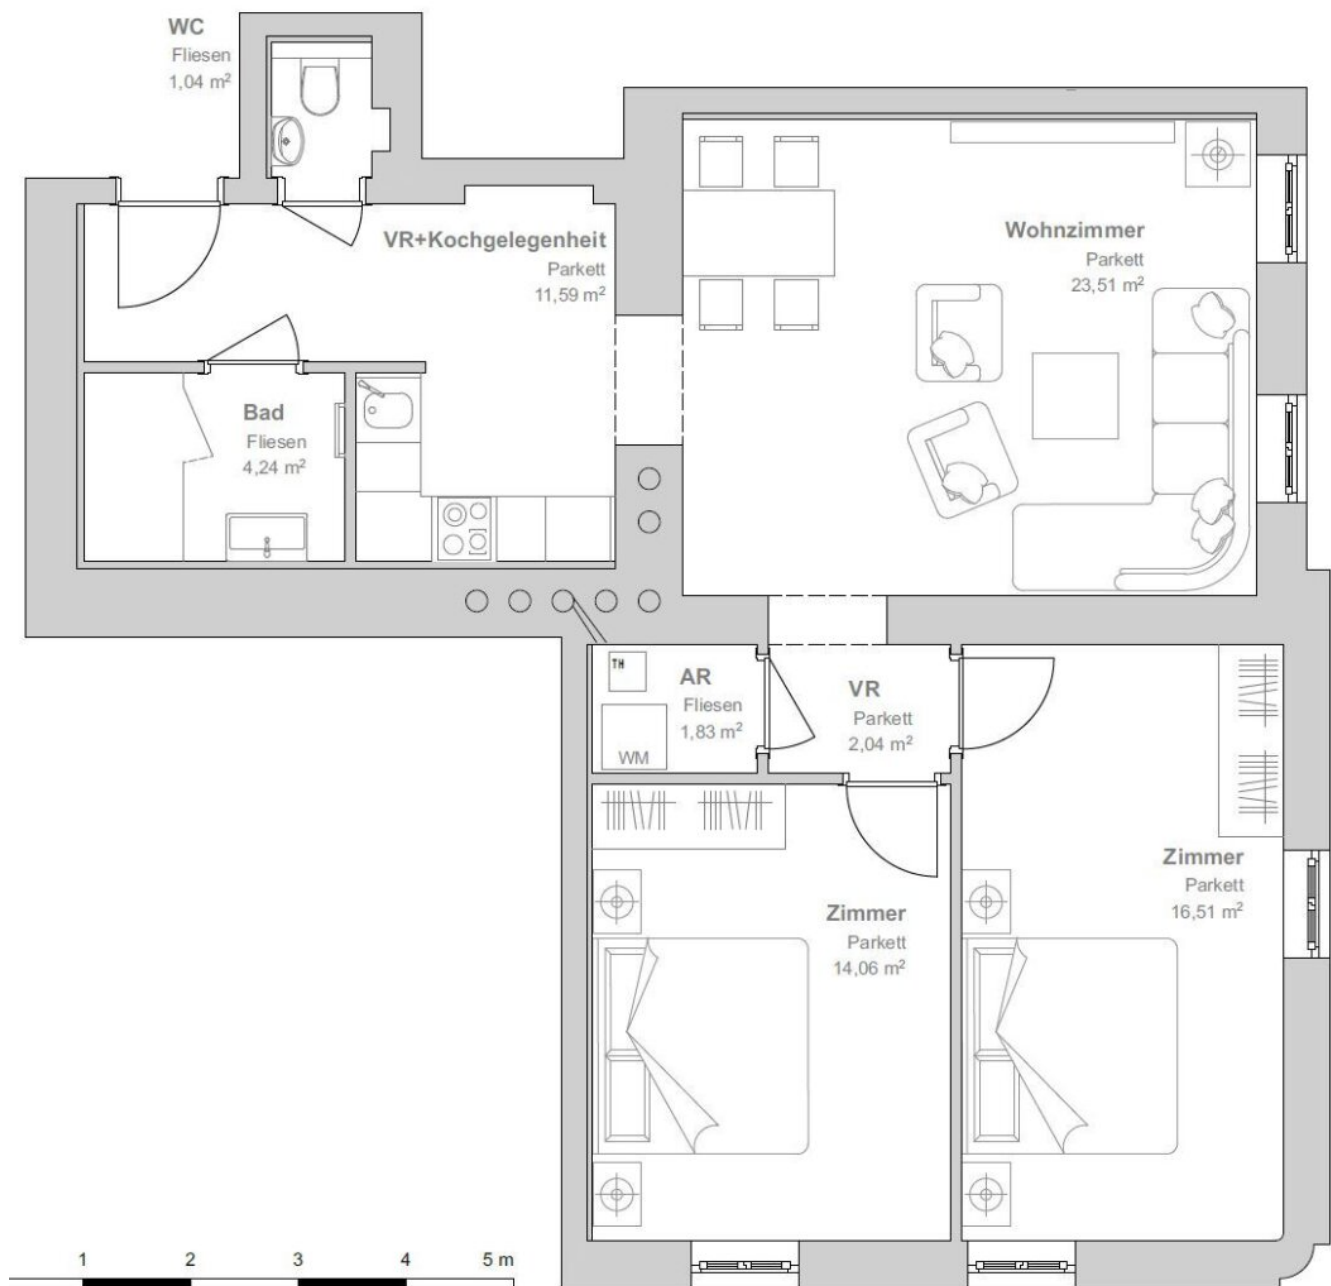 WC
Fliesen
1,04 m²
VR+Kochgelegenheit
Parkett
11,59 m²
Wohnzimmer
Parkett
23,51 m²
Bad
Fliesen
4,24 m²
TH
AR
Fliesen
1,83 m²
WM
VR
Parkett
2,04 m²
Zimmer
Parkett
16,51 m²
Zimmer
Parkett
14,06 m²
1 2 3 4 5 m